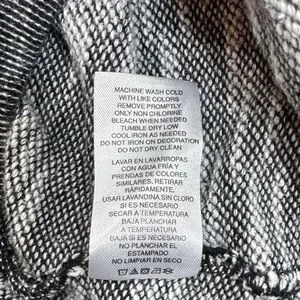 MACHINE WASH COLD
WITH LIKE COLORS
REMOVE PROMPTLY
ONLY NON CHLORINE
BLEACH WHEN NEEDED
TUMBLE DRY LOW
COOL IRON AS NEEDED
DO NOT IRON ON DECORATION
DO NOT DRY CLEAN
LAVAR EN LAVARROPAS
CON AGUA FRÍA Y
PRENDAS DE COLORES
SIMILARES, RETIRAR
RÁPIDAMENTE,
USAR LAVANDINA SIN CLORO
SI ES NECESARIO
SECAR A TEMPERATURA
BAJA PLANCHAR
A TEMPERATURA
BAJA SI ES NECESARIO
NO PLANCHAR EL
ESTAMPADO
NO LIMPIAR EN SECO